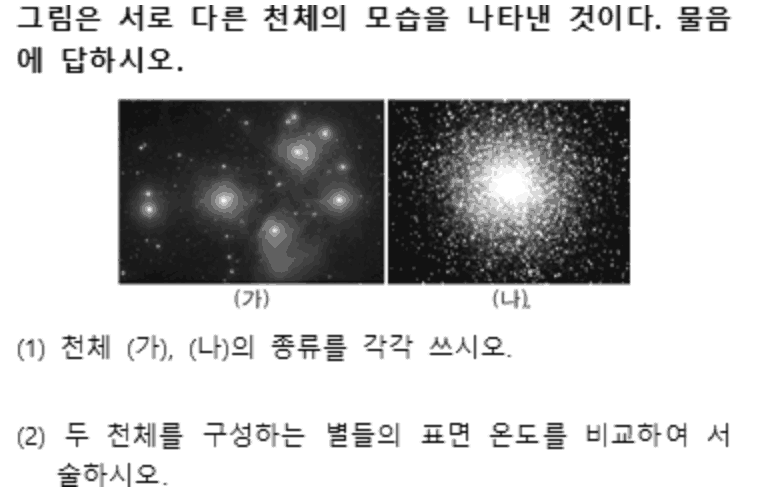 그림은 서로 다른 천체의 모습을 나타낸 것이다. 물음
에 답하시오.
(가) (나).
(1) 천체 (가), (나)의 종류를 각각 쓰시오.
(2) 두 천체를 구성하는 별들의 표면 온도를 비교하여 서
술하시오.